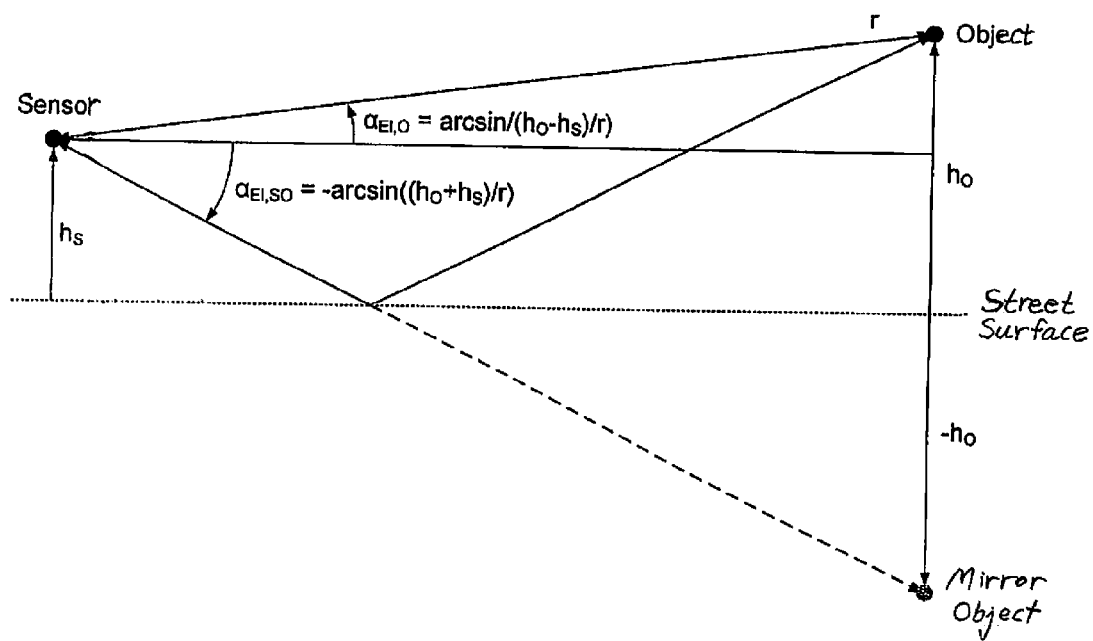 r
Object
Sensor
αEl,O = arcsin/(hO-hS)/r)
hO
αEl,SO = -arcsin((hO+hS)/r)
hS
Street
Surface
-hO
Mirror
Object